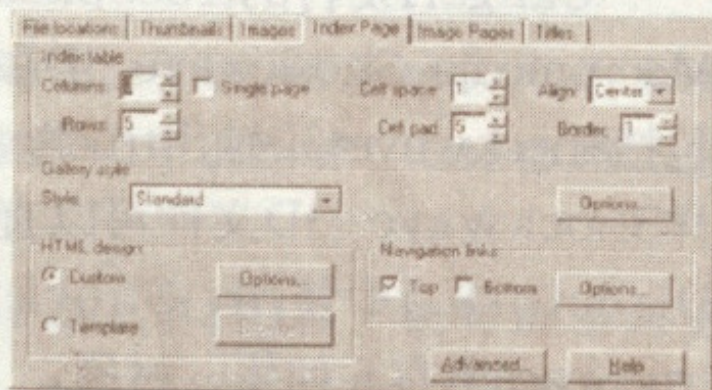 File locations Thumbnails Images Index Page Image Pages Titles
Index table
Columns: Single page Cell space: 1 Align: Center
Rows: 5 Cell pad: 5 Border: 1
Gallery style
Style: Standard Options...
HTML design: Navigation links
Custom Options... Top Bottom Options...
Template
Advanced... Help